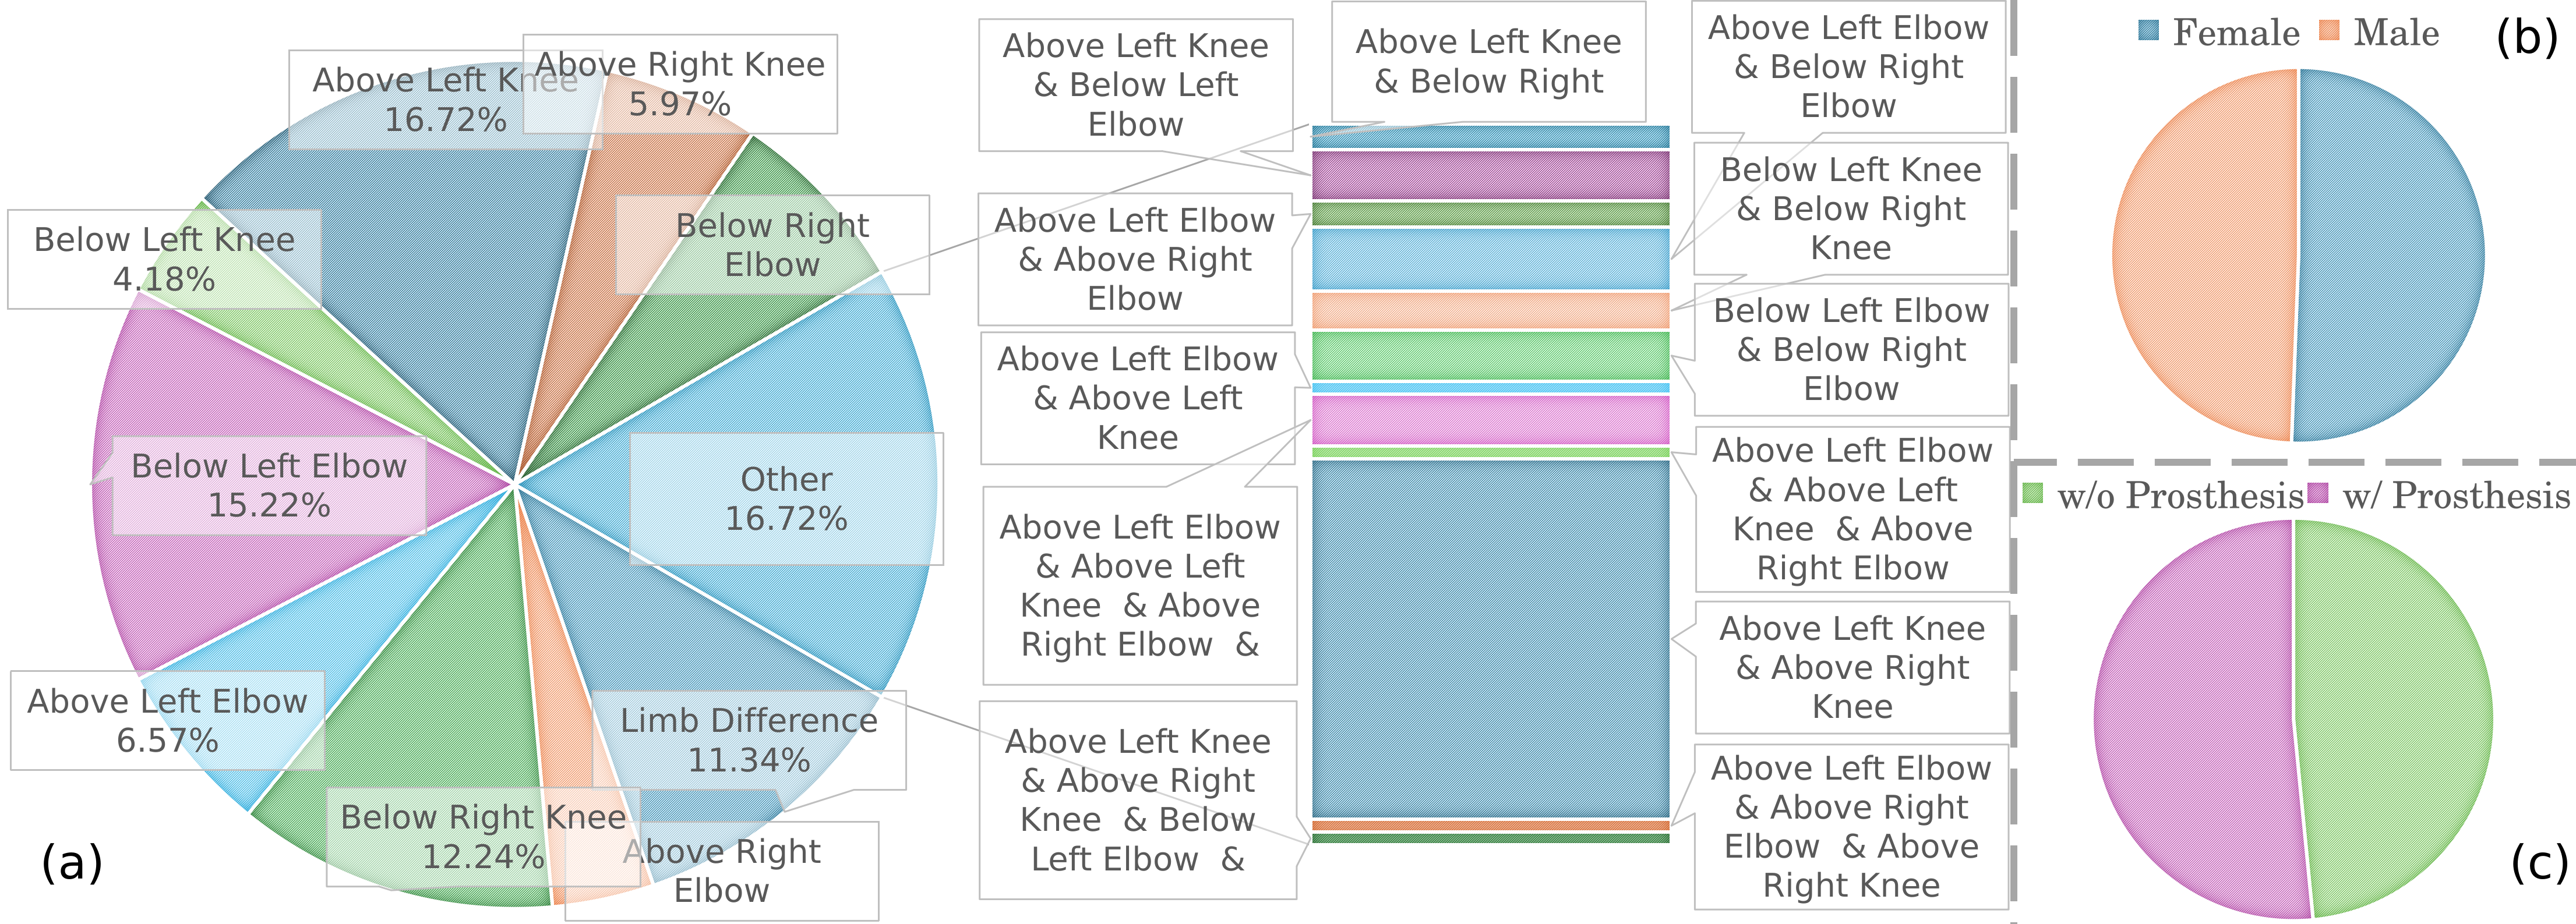 Above Left Knee
16.72%
Above Right Knee
5.97%
Below Right
Elbow
Below Left Knee
4.18%
Below Left Elbow
15.22%
Other
16.72%
Above Left Elbow
6.57%
Limb Difference
11.34%
Below Right Knee
12.24%
Above Right
Elbow
(a)
Above Left Knee
& Below Left
Elbow
Above Left Knee
& Below Right
Above Left Elbow
& Below Right
Elbow
Above Left Elbow
& Above Right
Elbow
Below Left Knee
& Below Right
Knee
Above Left Elbow
& Above Left
Knee
Below Left Elbow
& Below Right
Elbow
Above Left Elbow
& Above Left
Knee & Above
Right Elbow &
Above Left Elbow
& Above Left
Knee & Above
Right Elbow
Above Left Knee
& Above Right
Knee
Above Left Knee
& Above Right
Knee & Below
Left Elbow &
Above Left Elbow
& Above Right
Elbow & Above
Right Knee
Female Male
(b)
w/o Prosthesis w/ Prosthesis
(c)